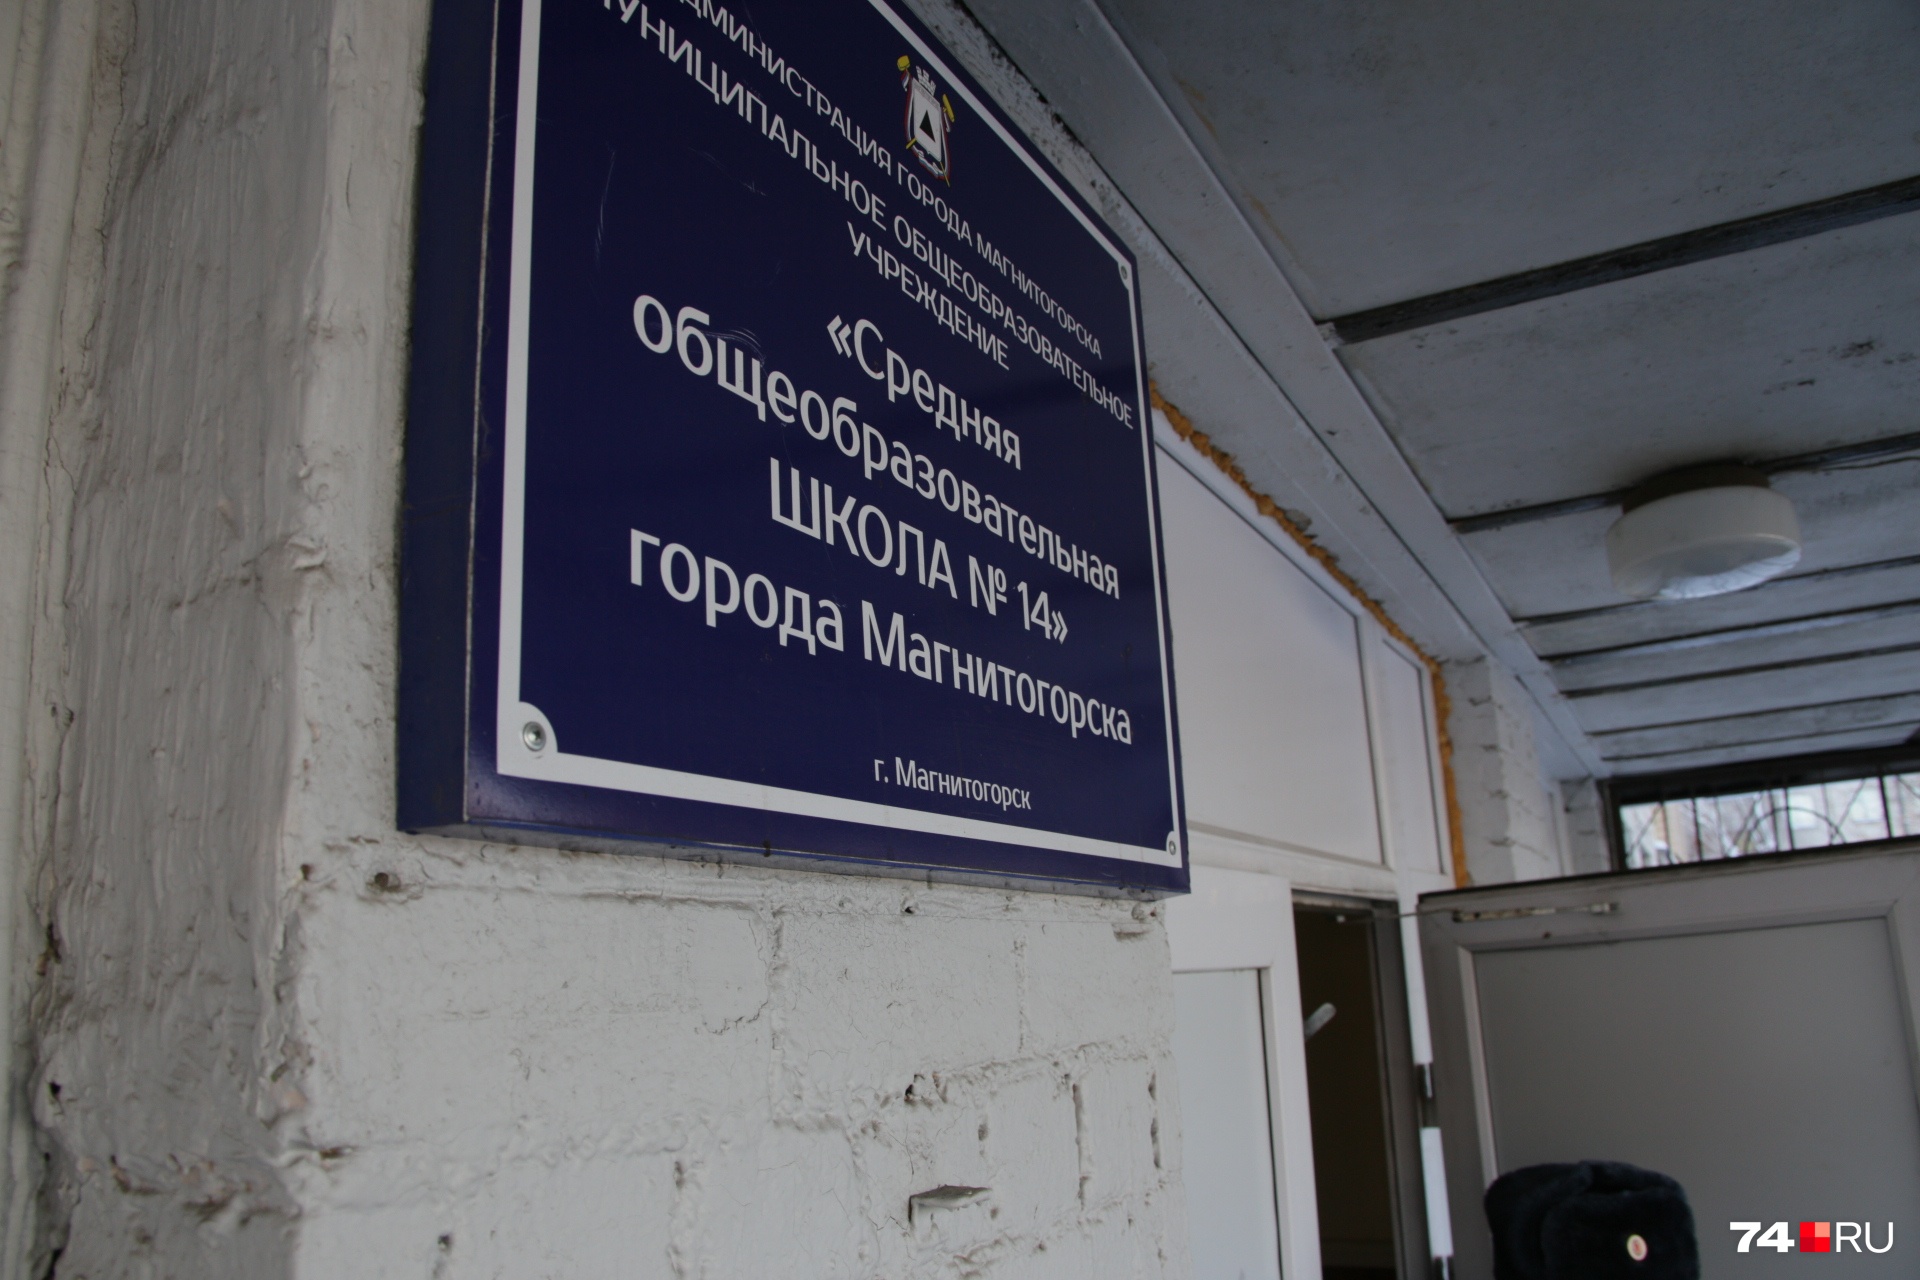 АДМИНИСТРАЦИЯ ГОРОДА МАГНИТОГОРСКА
МУНИЦИПАЛЬНОЕ ОБЩЕОБРАЗОВАТЕЛЬНОЕ
УЧРЕЖДЕНИЕ
«Средняя
общеобразовательная
ШКОЛА № 14»
города Магнитогорска
г. Магнитогорск
74 RU